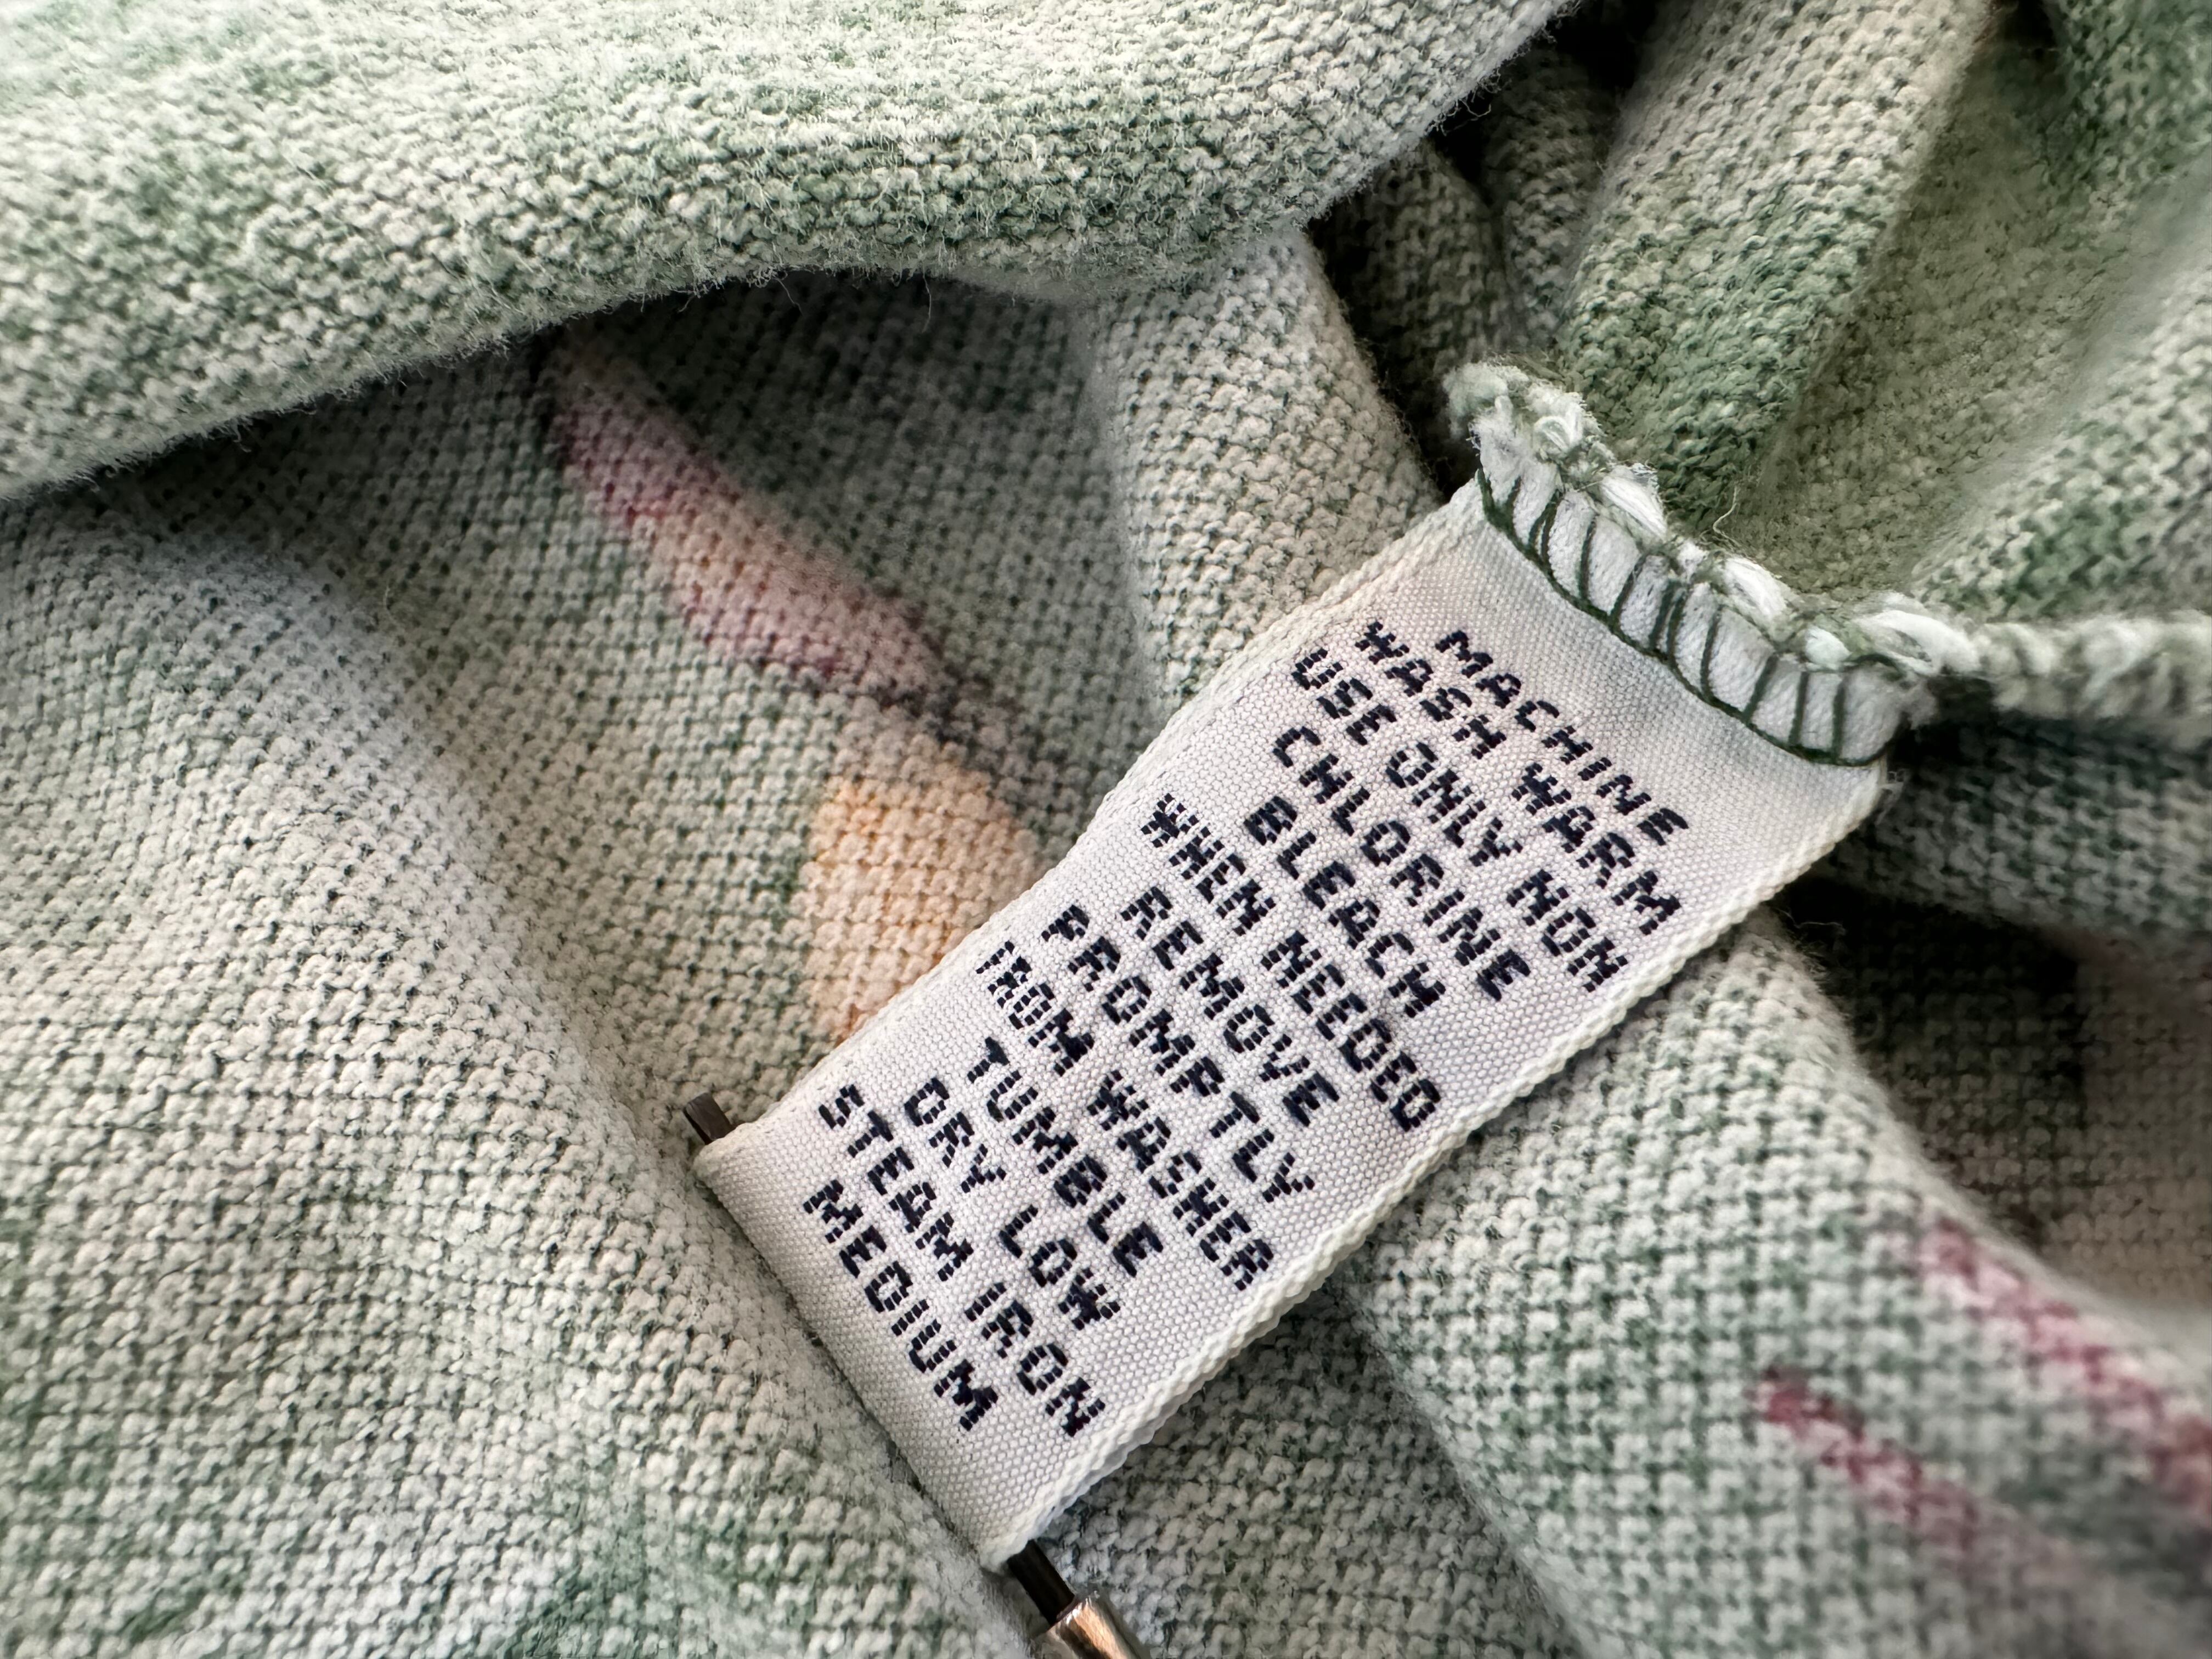 MACHINE
WASH WARM
USE ONLY NON
CHLORINE
BLEACH
WHEN NEEDED
REMOVE
PROMPTLY
FROM WASHER
TUMBLE
DRY LOW
STEAM IRON
MEDIUM